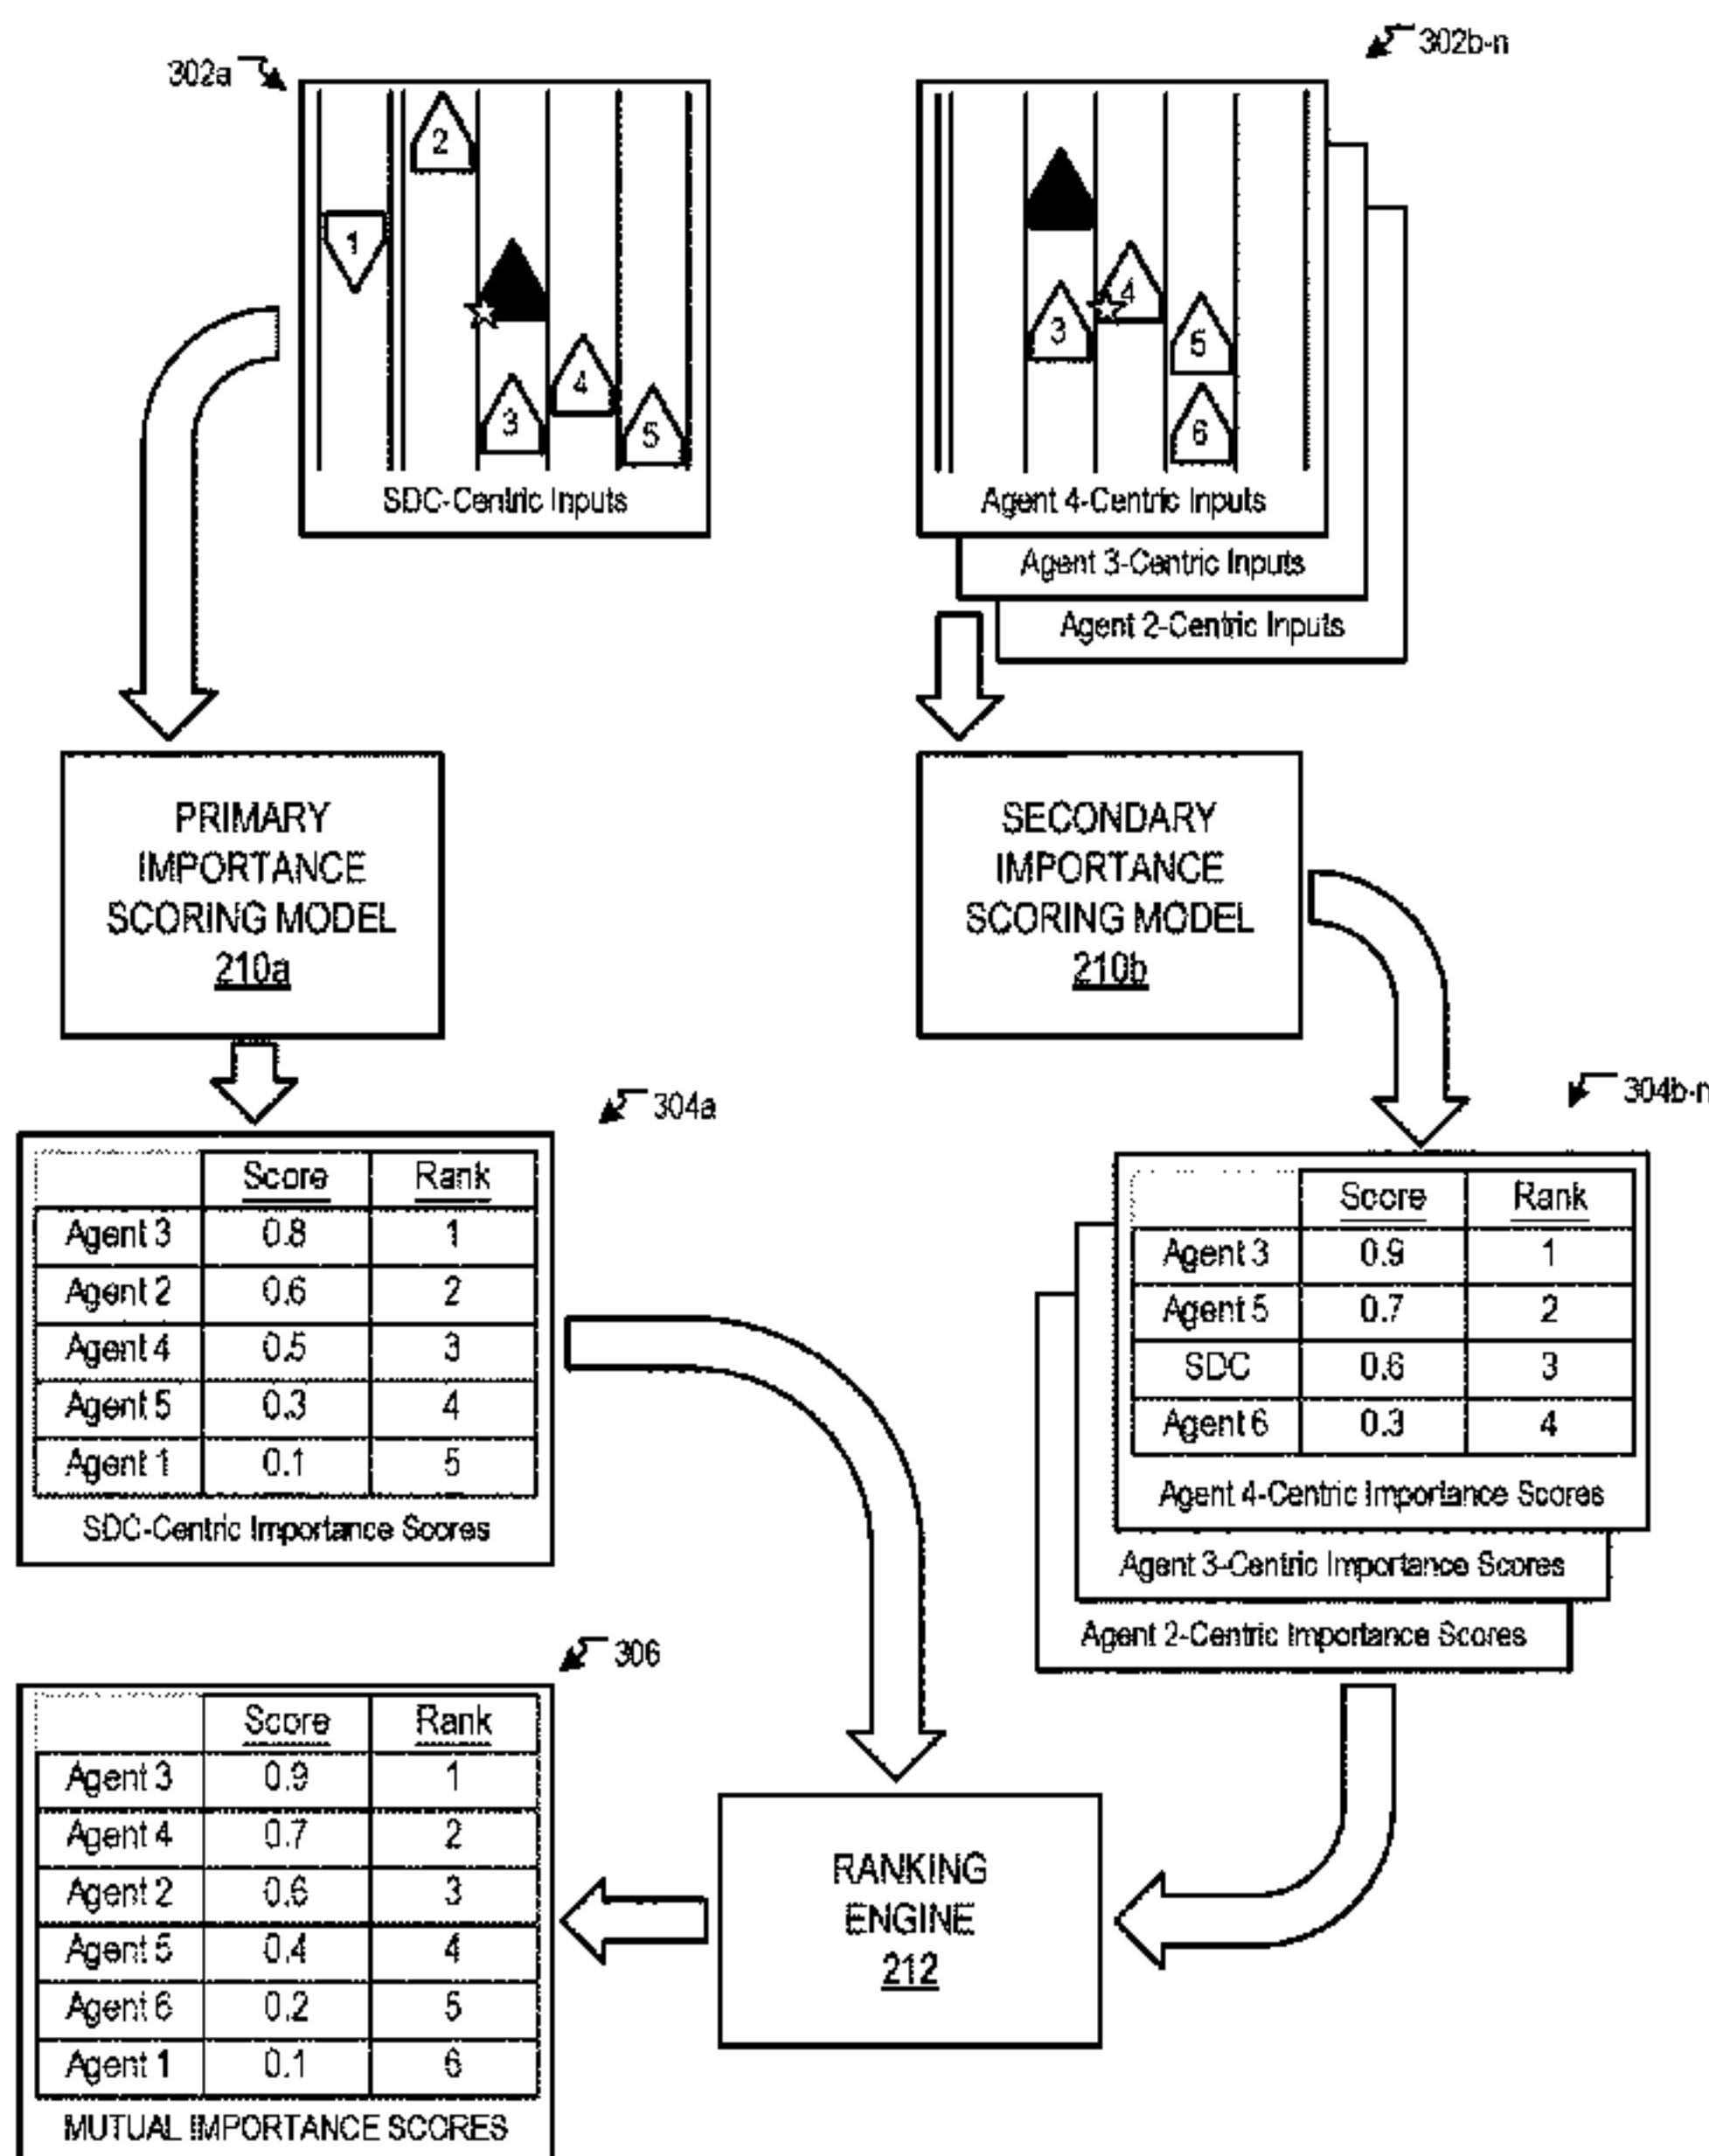 302a
302b-n
2
1
4
3
5
SDC-Centric Inputs
4
3
5
6
Agent 4-Centric Inputs
Agent 3-Centric Inputs
Agent 2-Centric Inputs
PRIMARY
IMPORTANCE
SCORING MODEL
210a
SECONDARY
IMPORTANCE
SCORING MODEL
210b
304a
Score Rank
Agent 3 0.8 1
Agent 2 0.6 2
Agent 4 0.5 3
Agent 5 0.3 4
Agent 1 0.1 5
SDC-Centric Importance Scores
304b-n
Score Rank
Agent 3 0.9 1
Agent 5 0.7 2
SDC 0.6 3
Agent 6 0.3 4
Agent 4-Centric Importance Scores
Agent 3-Centric Importance Scores
Agent 2-Centric Importance Scores
306
Score Rank
Agent 3 0.9 1
Agent 4 0.7 2
Agent 2 0.6 3
Agent 5 0.4 4
Agent 6 0.2 5
Agent 1 0.1 6
MUTUAL IMPORTANCE SCORES
RANKING
ENGINE
212